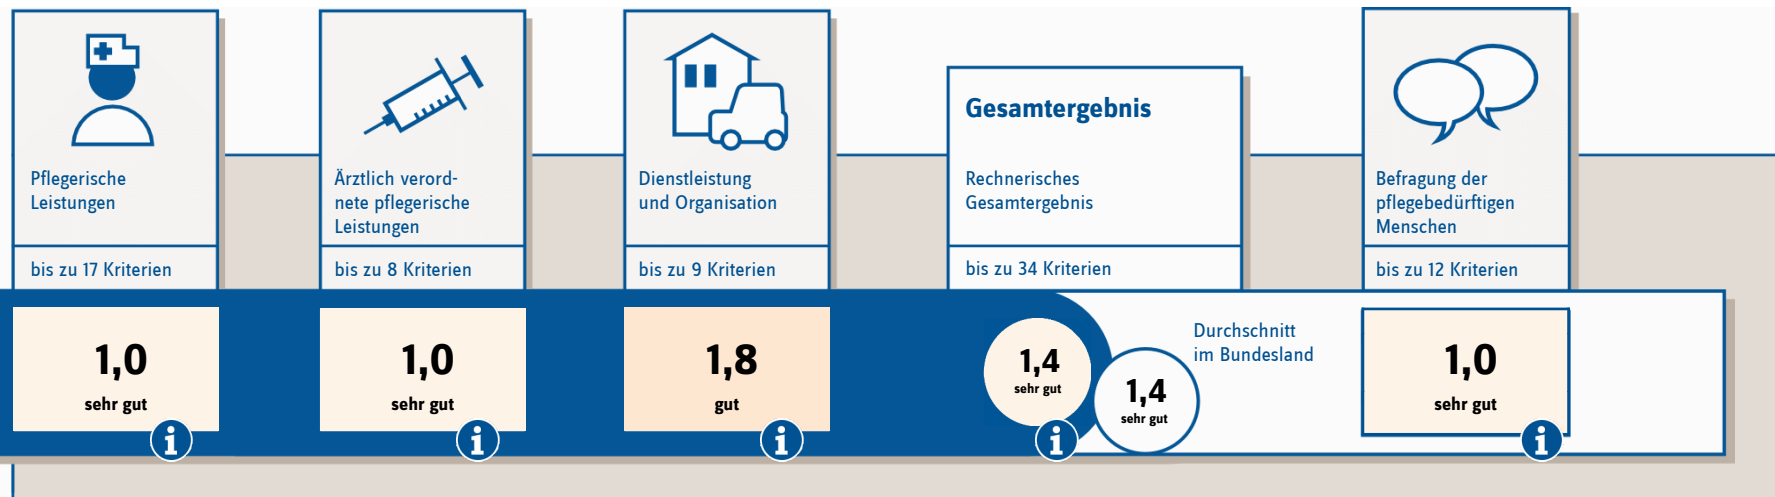 Pflegerische
Leistungen
bis zu 17 Kriterien
1,0
sehr gut
i
Ärztlich verord-
nete pflegerische
Leistungen
bis zu 8 Kriterien
1,0
sehr gut
i
Dienstleistung
und Organisation
bis zu 9 Kriterien
1,8
gut
i
Gesamtergebnis
Rechnerisches
Gesamtergebnis
bis zu 34 Kriterien
1,4
sehr gut
i
1,4
sehr gut
Durchschnitt
im Bundesland
Befragung der
pflegebedürftigen
Menschen
bis zu 12 Kriterien
1,0
sehr gut
i